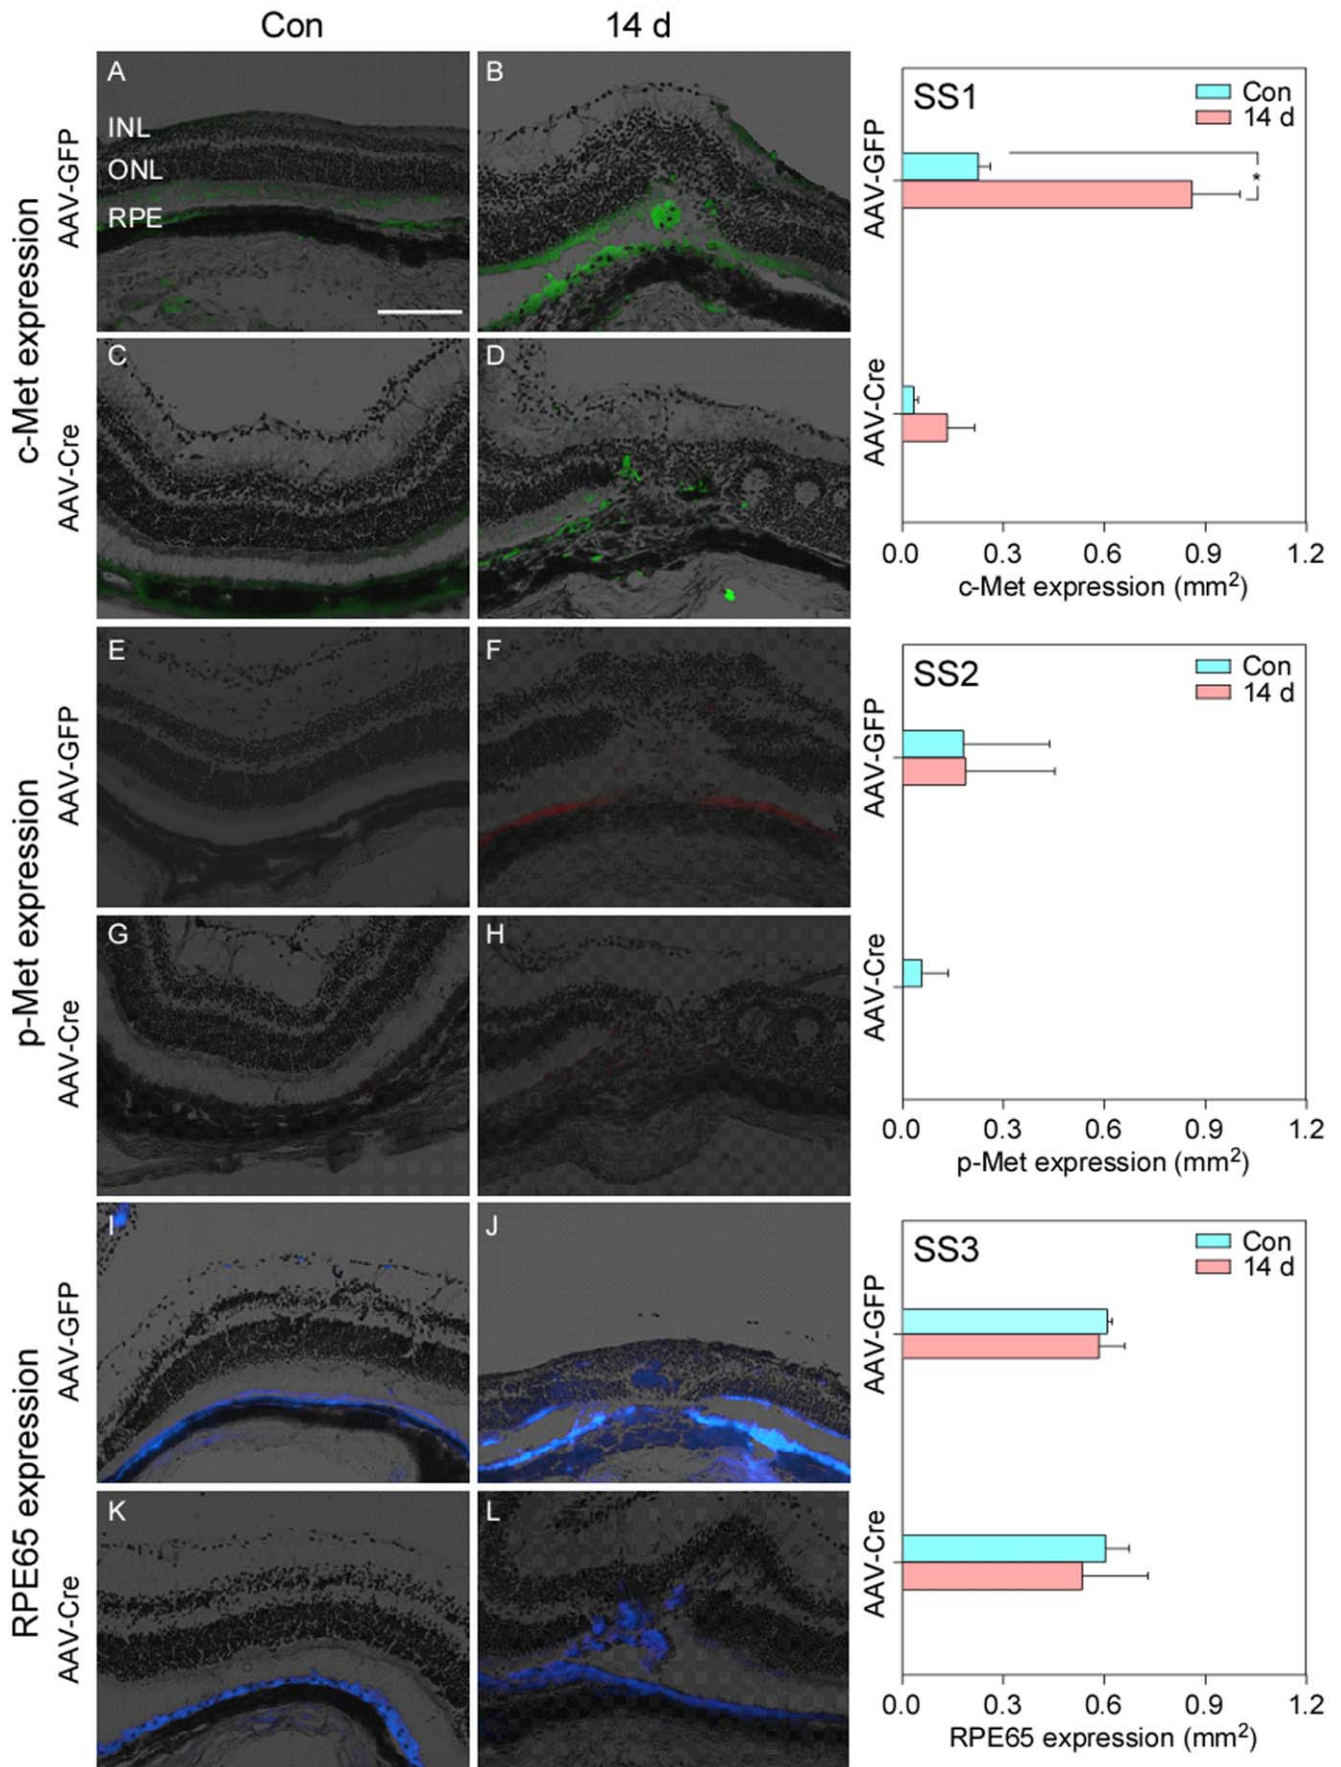 Con
14 d
c-Met expression
AAV-GFP
A
INL
ONL
RPE
B
SS1
Con
14 d
AAV-GFP
*
AAV-Cre
C
D
AAV-Cre
0.0 0.3 0.6 0.9 1.2
c-Met expression (mm²)
p-Met expression
AAV-GFP
E
F
SS2
Con
14 d
AAV-GFP
AAV-Cre
G
H
AAV-Cre
0.0 0.3 0.6 0.9 1.2
p-Met expression (mm²)
RPE65 expression
AAV-GFP
I
J
SS3
Con
14 d
AAV-GFP
AAV-Cre
K
L
AAV-Cre
0.0 0.3 0.6 0.9 1.2
RPE65 expression (mm²)